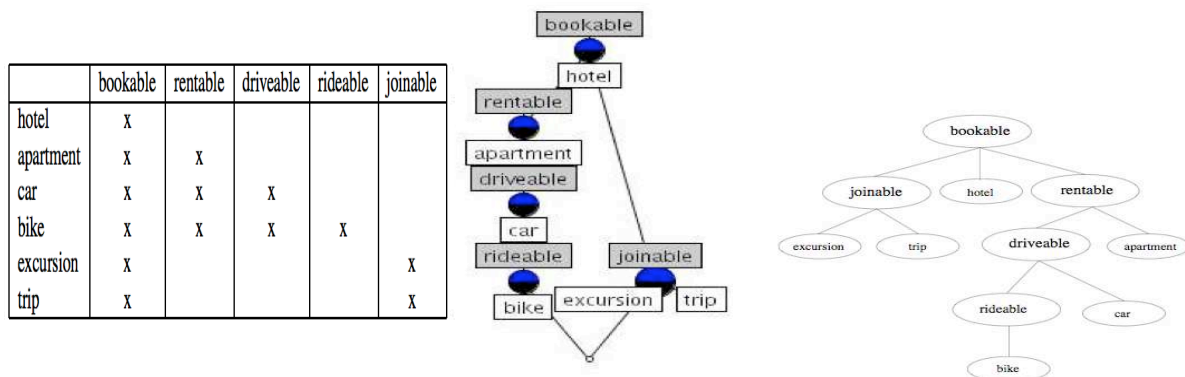 bookable rentable driveable rideable joinable
hotel x
apartment x x
car x x x
bike x x x x
excursion x x
trip x x
bookable
hotel
rentable
apartment
driveable
car
rideable joinable
bike excursion trip
bookable
joinable hotel rentable
excursion trip driveable apartment
rideable car
bike